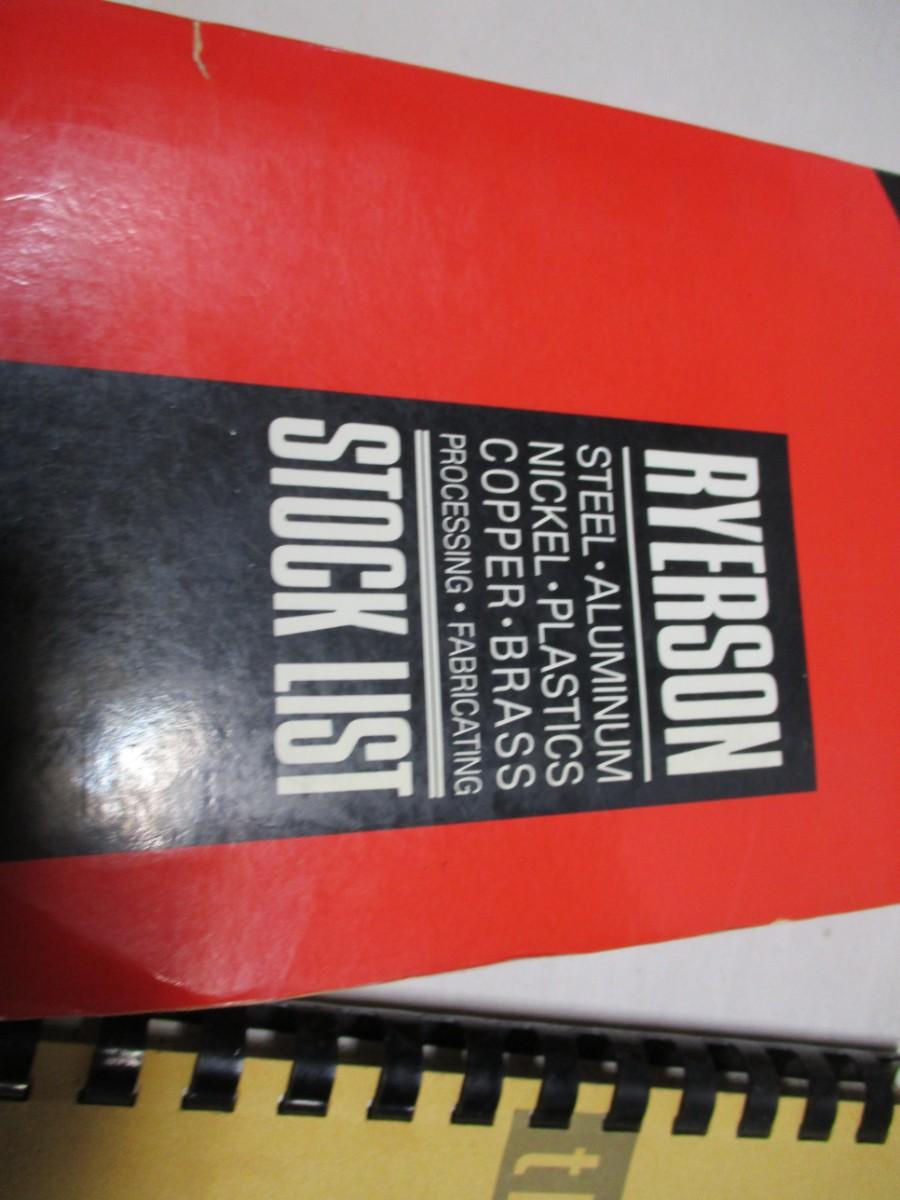 RYERSON
STEEL · ALUMINUM
NICKEL · PLASTICS
COPPER · BRASS
PROCESSING · FABRICATING
STOCK LIST